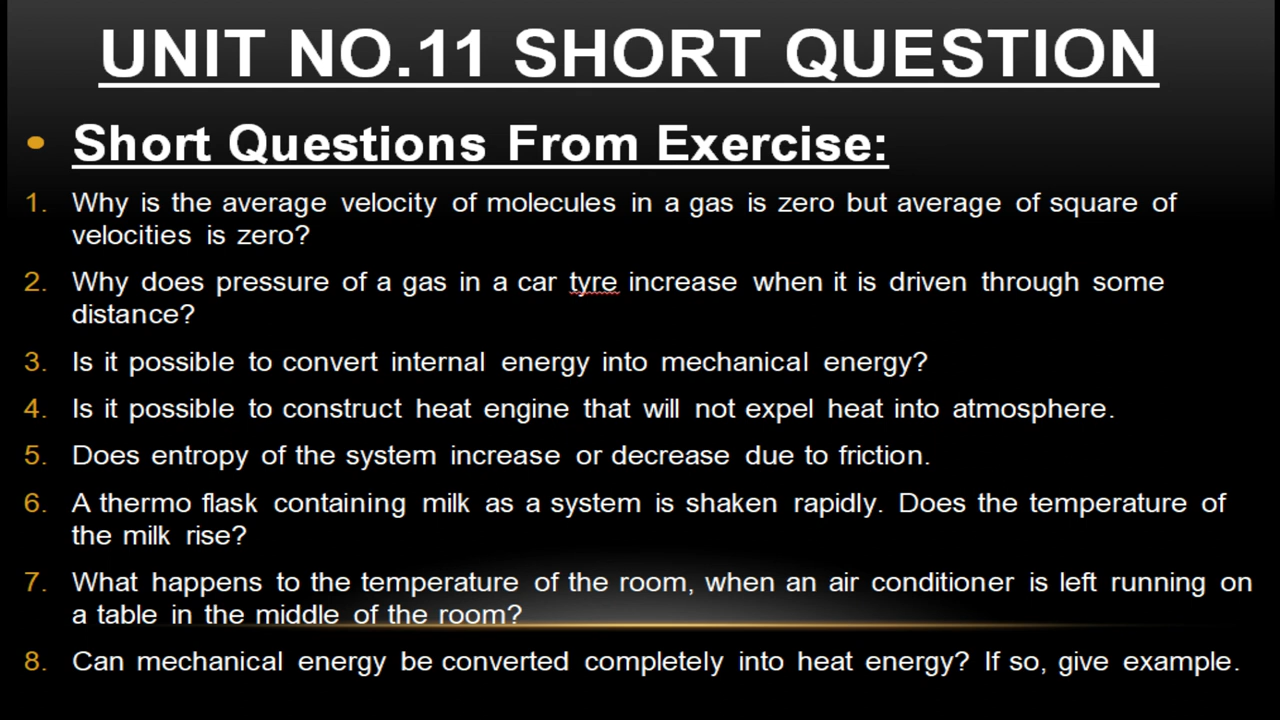 UNIT NO.11 SHORT QUESTION
• Short Questions From Exercise:
1. Why is the average velocity of molecules in a gas is zero but average of square of
velocities is zero?
2. Why does pressure of a gas in a car tyre increase when it is driven through some
distance?
3. Is it possible to convert internal energy into mechanical energy?
4. Is it possible to construct heat engine that will not expel heat into atmosphere.
5. Does entropy of the system increase or decrease due to friction.
6. A thermo flask containing milk as a system is shaken rapidly. Does the temperature of
the milk rise?
7. What happens to the temperature of the room, when an air conditioner is left running on
a table in the middle of the room?
8. Can mechanical energy be converted completely into heat energy? If so, give example.